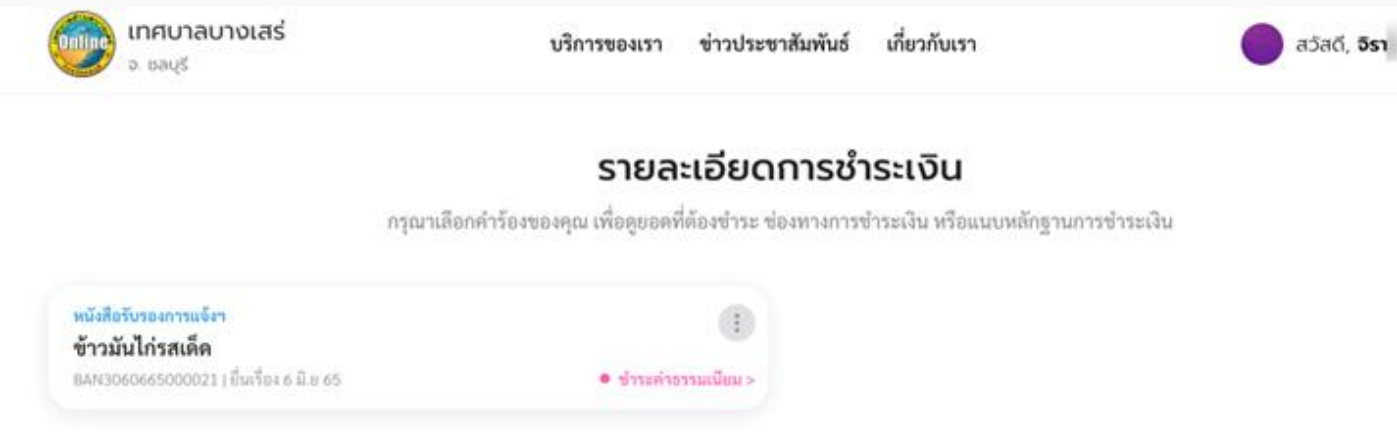 Online
เทศบาลบางเสร่
จ. ชลบุรี
บริการของเรา ข่าวประชาสัมพันธ์ เกี่ยวกับเรา
สวัสดี, จิรา
รายละเอียดการชำระเงิน
กรุณาเลือกคำร้องของคุณ เพื่อดูยอดที่ต้องชำระ ช่องทางการชำระเงิน หรือแนบหลักฐานการชำระเงิน
หนังสือรับรองการแจ้งฯ
ข้าวมันไก่รสเด็ด
BAN3060665000021 | ยื่นเรื่อง 6 มิ.ย 65
ชำระค่าธรรมเนียม >